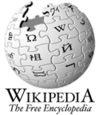 Ω W И
WIKIPEDIA
The Free Encyclopedia